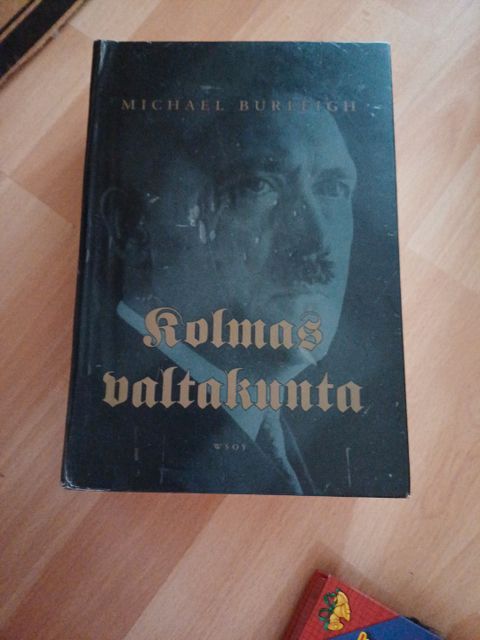 MICHAEL BURLEIGH
Kolmas
valtakunta
WSOY